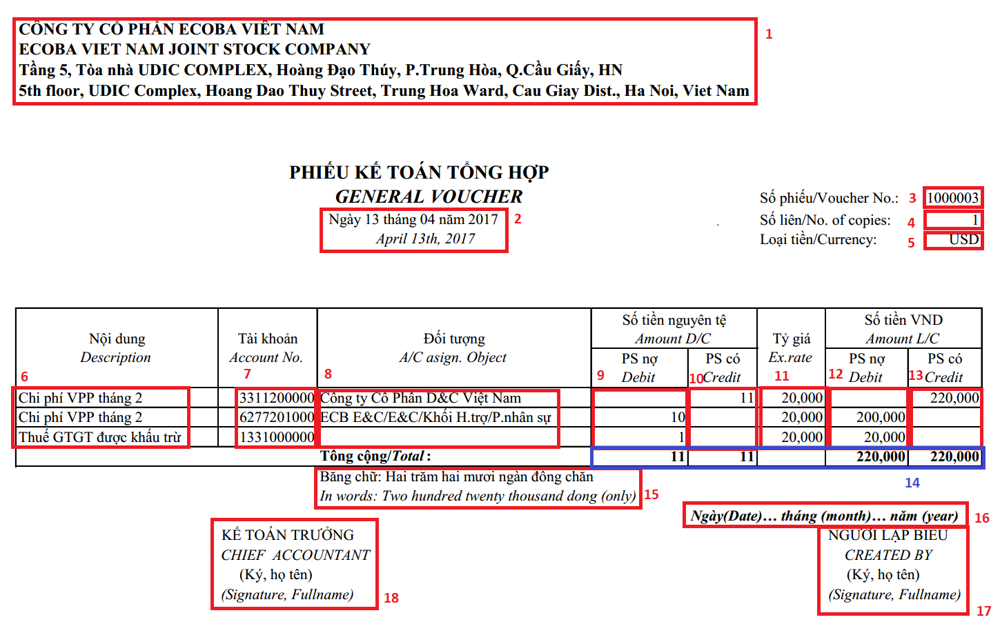 CÔNG TY CỔ PHẦN ECOBA VIỆT NAM
ECOBA VIET NAM JOINT STOCK COMPANY
Tầng 5, Tòa nhà UDIC COMPLEX, Hoàng Đạo Thúy, P.Trung Hòa, Q.Cầu Giấy, HN
5th floor, UDIC Complex, Hoang Dao Thuy Street, Trung Hoa Ward, Cau Giay Dist., Ha Noi, Viet Nam
1
PHIẾU KẾ TOÁN TỔNG HỢP
GENERAL VOUCHER
Ngày 13 tháng 04 năm 2017 2
April 13th, 2017
Số phiếu/Voucher No.: 3 1000003
Số liên/No. of copies: 4 1
Loại tiền/Currency: 5 USD
Nội dung Tài khoản Đối tượng Số tiền nguyên tệ Tỷ giá Số tiền VND
Description Account No. A/C asign. Object Amount D/C Ex.rate Amount L/C
PS nợ PS có PS nợ PS có
Debit Credit Debit Credit
6 7 8 9 10 11 12 13
Chi phí VPP tháng 2 3311200000 Công ty Cổ Phần D&C Việt Nam 11 20,000 220,000
Chi phí VPP tháng 2 6277201000 ECB E&C/E&C/Khối H.trợ/P.nhân sự 10 20,000 200,000
Thuế GTGT được khấu trừ 1331000000 1 20,000 20,000
Tổng cộng/Total : 11 11 220,000 220,000
14
Bằng chữ: Hai trăm hai mươi ngàn đồng chẵn
In words: Two hundred twenty thousand dong (only) 15
Ngày(Date)… tháng (month)… năm (year) 16
KẾ TOÁN TRƯỞNG
CHIEF ACCOUNTANT
(Ký, họ tên)
(Signature, Fullname) 18
NGƯỜI LẬP BIỂU
CREATED BY
(Ký, họ tên)
(Signature, Fullname)
17